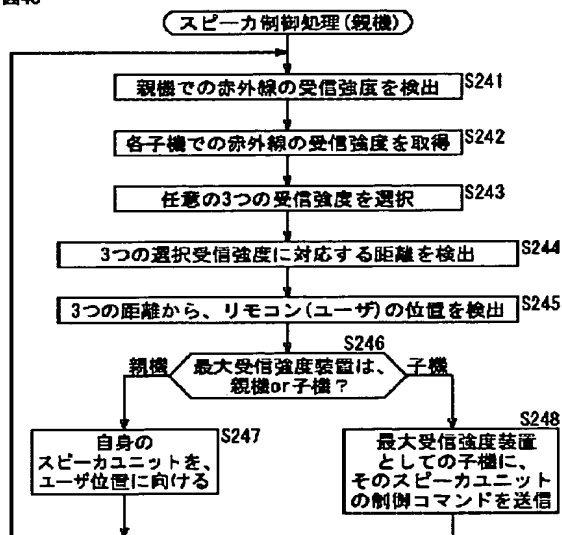 スピーカ制御処理(親機)
親機での赤外線の受信強度を検出
S241
各子機での赤外線の受信強度を取得
S242
任意の3つの受信強度を選択
S243
3つの選択受信強度に対応する距離を検出
S244
3つの距離から、リモコン(ユーザ)の位置を検出
S245
S246
親機
最大受信強度装置は、
親機or子機？
子機
S247
自身の
スピーカユニットを、
ユーザ位置に向ける
S248
最大受信強度装置
としての子機に、
そのスピーカユニット
の制御コマンドを送信